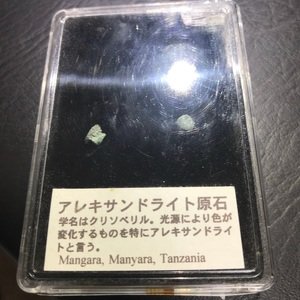 アレキサンドライト原石
学名はクリソベリル。光源により色が
変化するものを特にアレキサンドライ
トと言う。
Mangara, Manyara, Tanzania